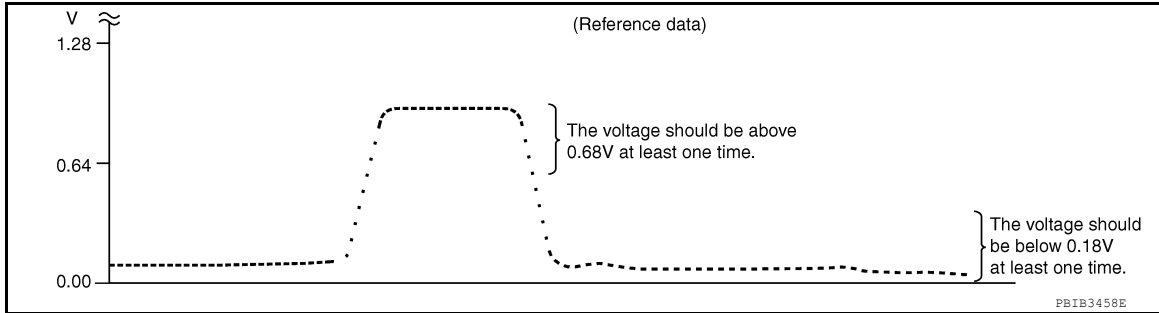 V
(Reference data)
1.28
The voltage should be above
0.68V at least one time.
0.64
The voltage should
be below 0.18V
at least one time.
0.00
PBIB3458E